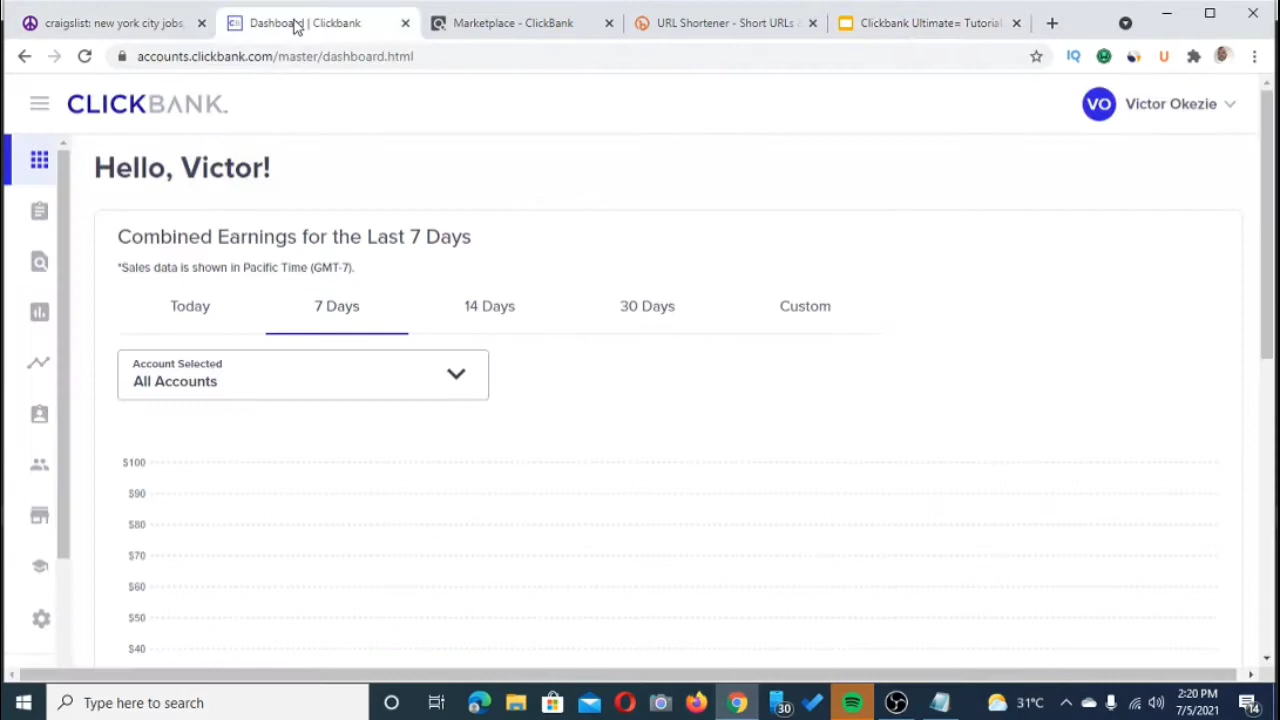 craigslist: new york city jobs,
Dashboard | Clickbank
Marketplace - ClickBank
URL Shortener - Short URLs &
Clickbank Ultimate= Tutorial
accounts.clickbank.com/master/dashboard.html
CLICKBANK.
VO
Victor Okezie
Hello, Victor!
Combined Earnings for the Last 7 Days
*Sales data is shown in Pacific Time (GMT-7).
Today
7 Days
14 Days
30 Days
Custom
Account Selected
All Accounts
$100
$90
$80
$70
$60
$50
$40
Type here to search
30
31°C
2:20 PM
7/5/2021
14